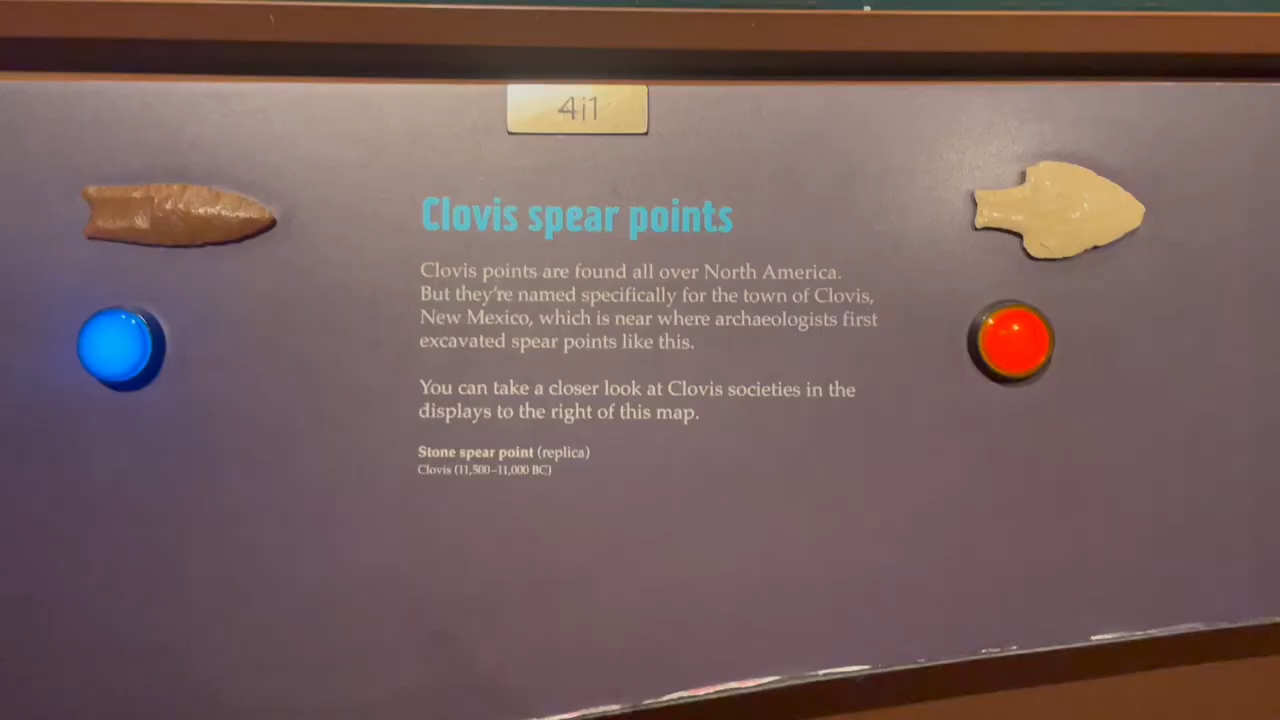 4i1
Clovis spear points
Clovis points are found all over North America.
But they're named specifically for the town of Clovis,
New Mexico, which is near where archaeologists first
excavated spear points like this.
You can take a closer look at Clovis societies in the
displays to the right of this map.
Stone spear point (replica)
Clovis (11,500–11,000 BC)